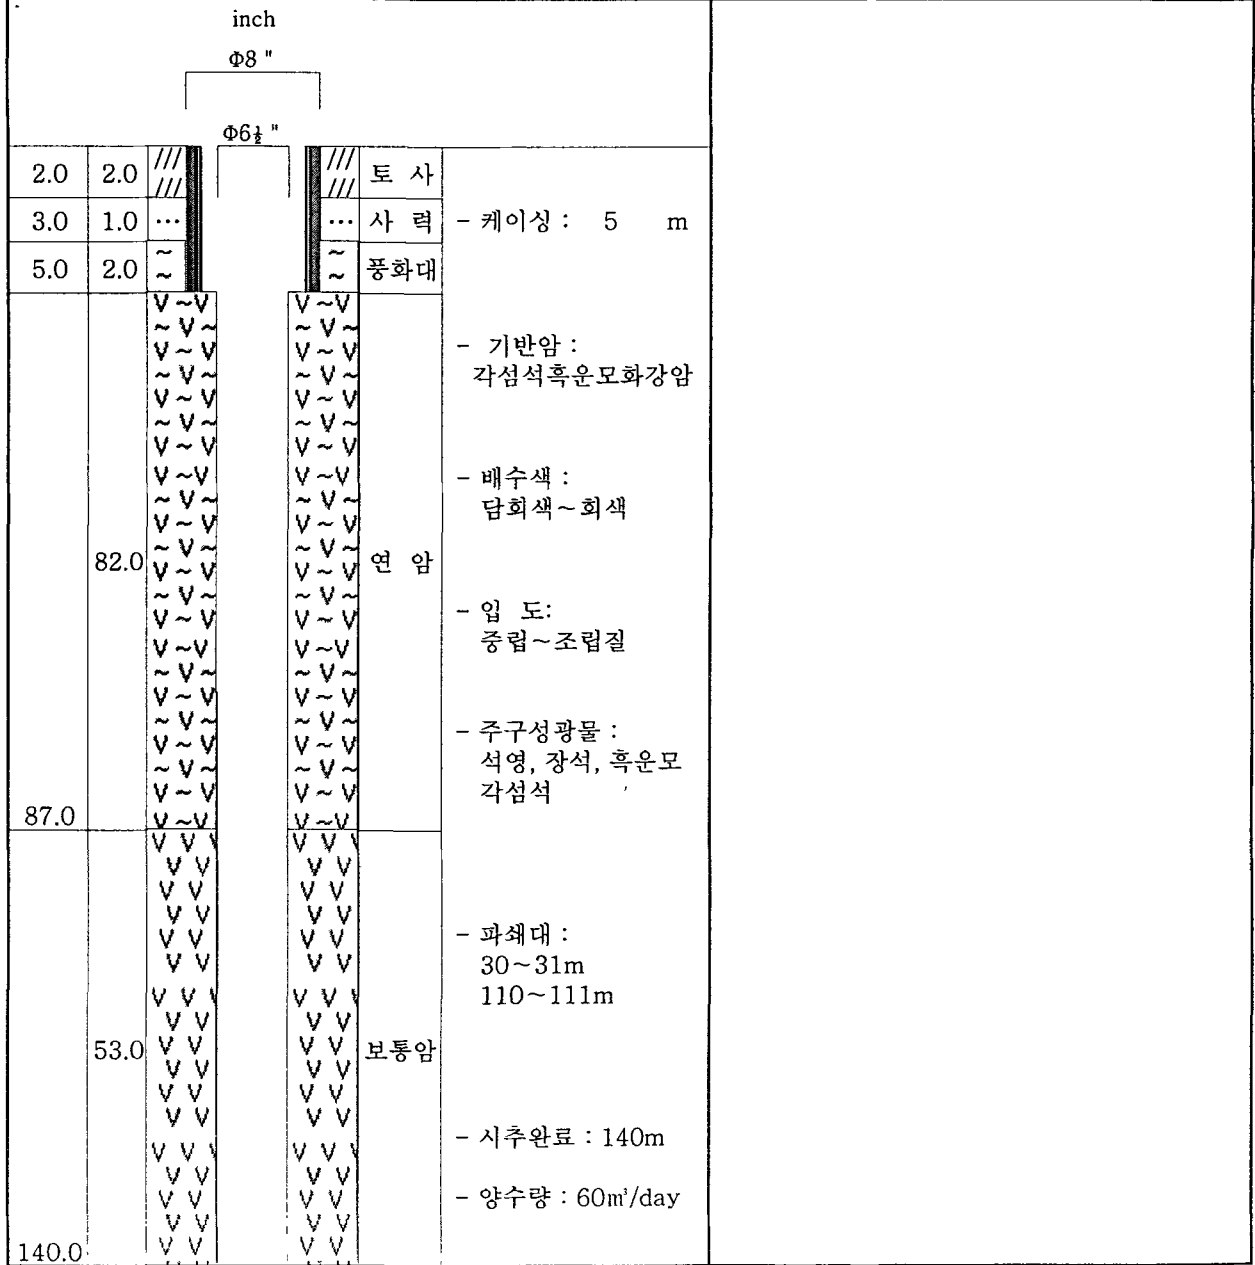 inch
Φ8 "
Φ6½ "
2.0 2.0 토 사
3.0 1.0 사 력 - 케이싱 : 5 m
5.0 2.0 풍화대
- 기반암 :
각섬석흑운모화강암
- 배수색 :
담회색~회색
82.0 연 암
- 입 도:
중립~조립질
- 주구성광물 :
석영, 장석, 흑운모
각섬석
87.0
- 파쇄대 :
30~31m
110~111m
53.0 보통암
- 시추완료 : 140m
- 양수량 : 60㎥/day
140.0